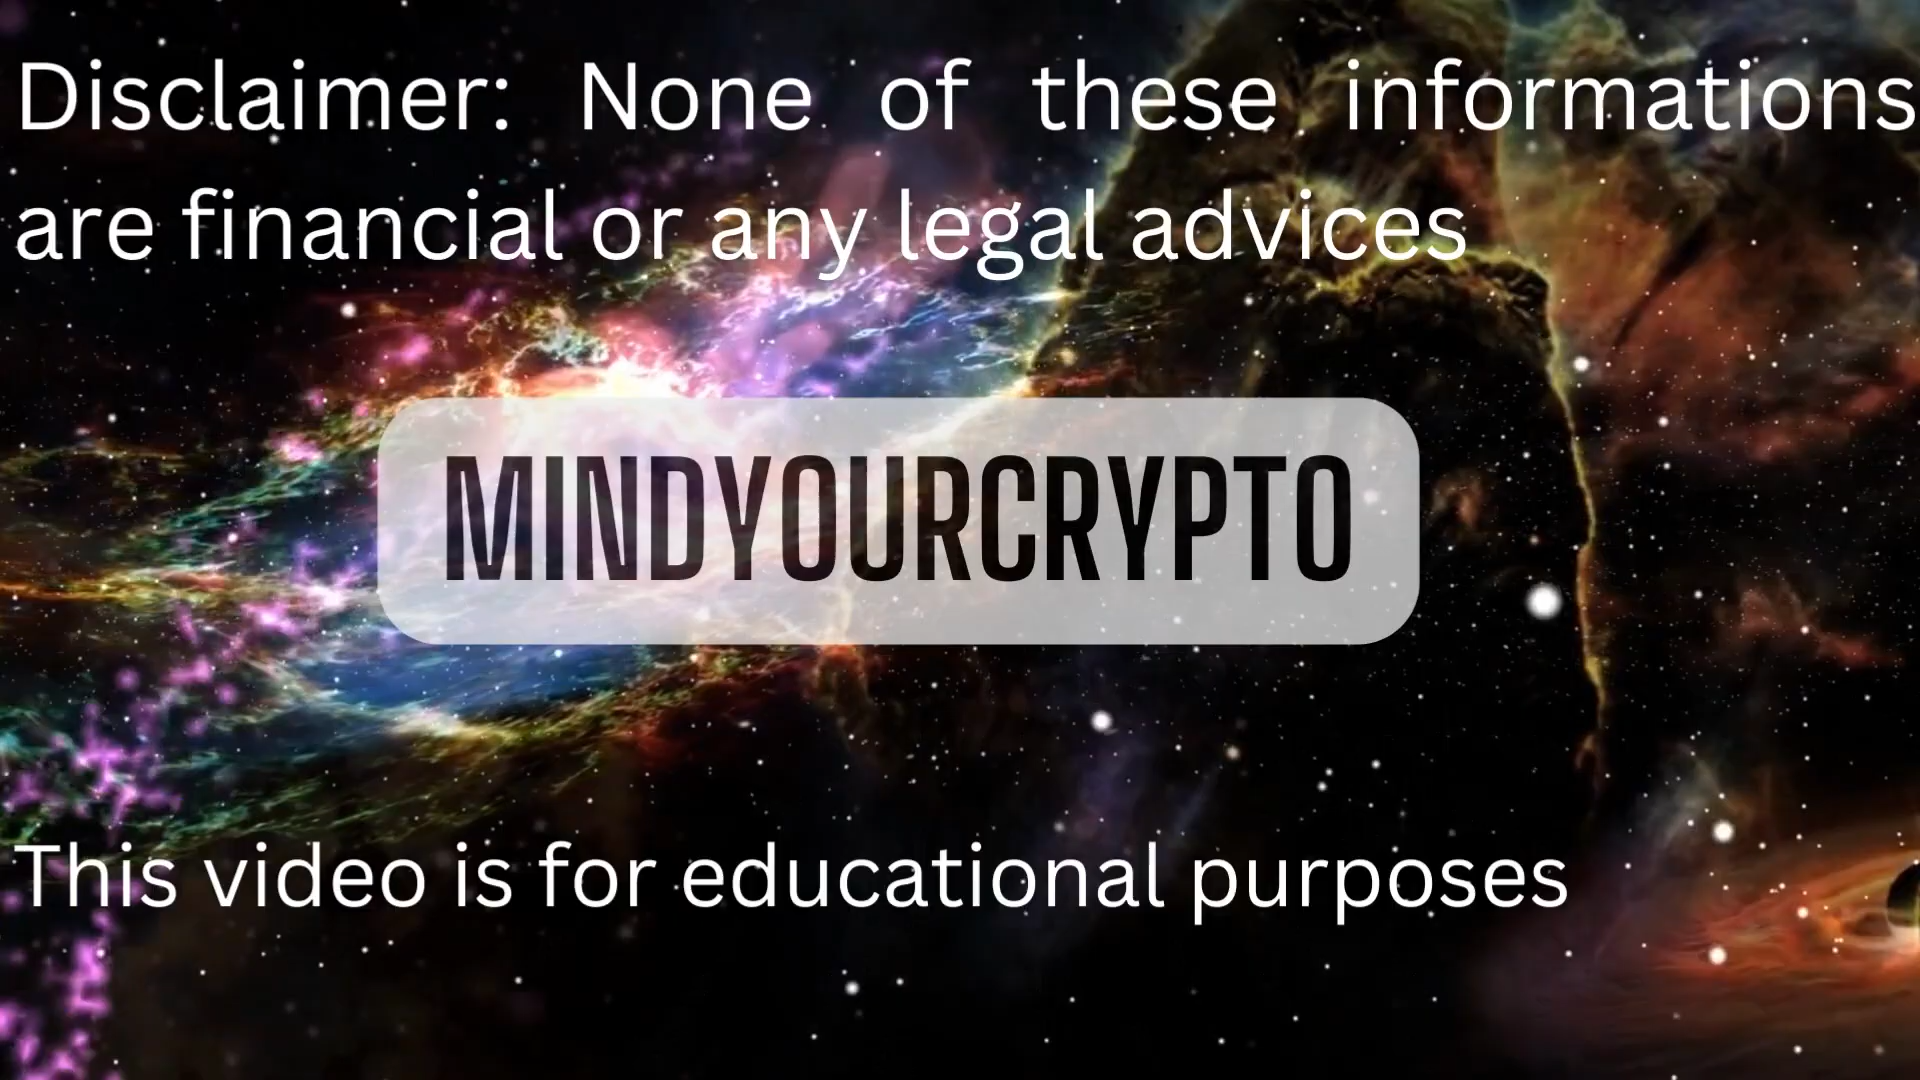 Disclaimer: None of these informations
are financial or any legal advices
MINDYOURCRYPTO
This video is for educational purposes